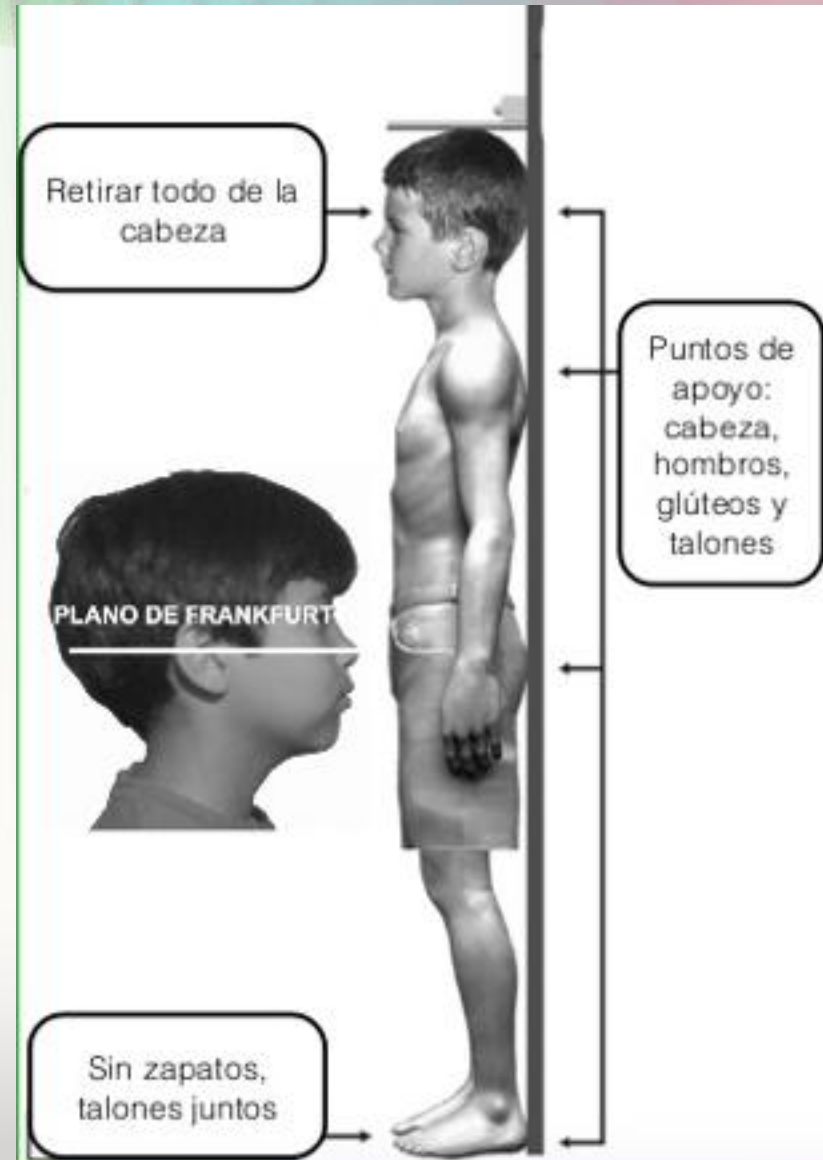 Retirar todo de la
cabeza
Puntos de
apoyo:
cabeza,
hombros,
glúteos y
talones
PLANO DE FRANKFURT
Sin zapatos,
talones juntos